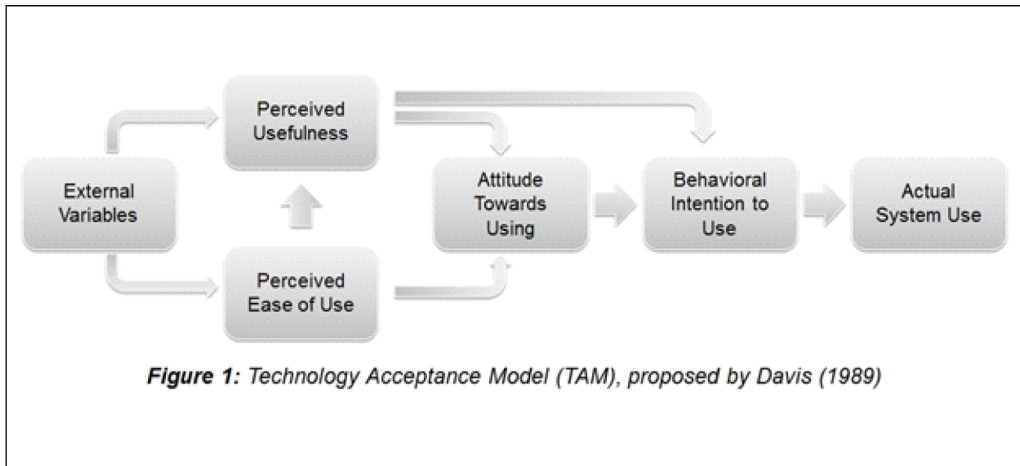 Perceived
Usefulness
External
Variables
Attitude
Towards
Using
Behavioral
Intention to
Use
Actual
System Use
Perceived
Ease of Use
Figure 1: Technology Acceptance Model (TAM), proposed by Davis (1989)